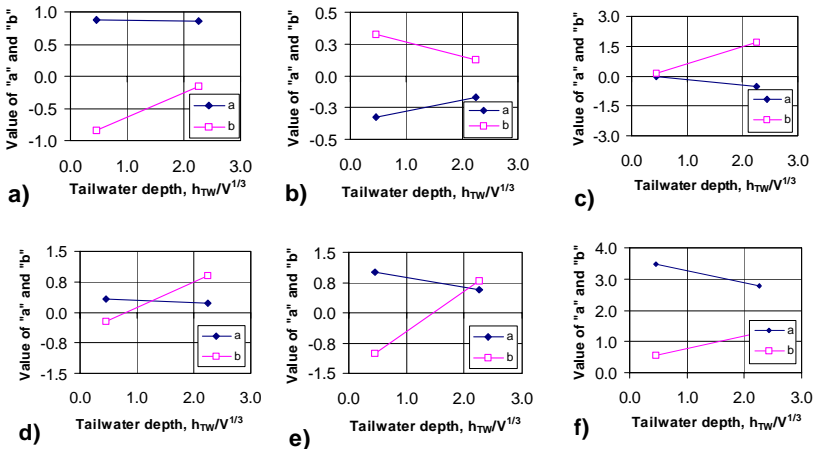 Value of "a" and "b"
1.0
0.5
0.0
-0.5
-1.0
a
b
0.0 1.0 2.0 3.0
Tailwater depth, hTW/V1/3
a)
Value of "a" and "b"
0.5
0.3
0.0
-0.3
-0.5
a
b
0.0 1.0 2.0 3.0
Tailwater depth, hTW/V1/3
b)
Value of "a" and "b"
3.0
1.5
0.0
-1.5
-3.0
a
b
0.0 1.0 2.0 3.0
Tailwater depth, hTW/V1/3
c)
Value of "a" and "b"
1.5
0.8
0.0
-0.8
-1.5
a
b
0.0 1.0 2.0 3.0
Tailwater depth, hTW/V1/3
d)
Value of "a" and "b"
1.5
0.8
0.0
-0.8
-1.5
a
b
0.0 1.0 2.0 3.0
Tailwater depth, hTW/V1/3
e)
Value of "a" and "b"
4.0
3.0
2.0
1.0
0.0
a
b
0.0 1.0 2.0 3.0
Tailwater depth, hTW/V1/3
f)